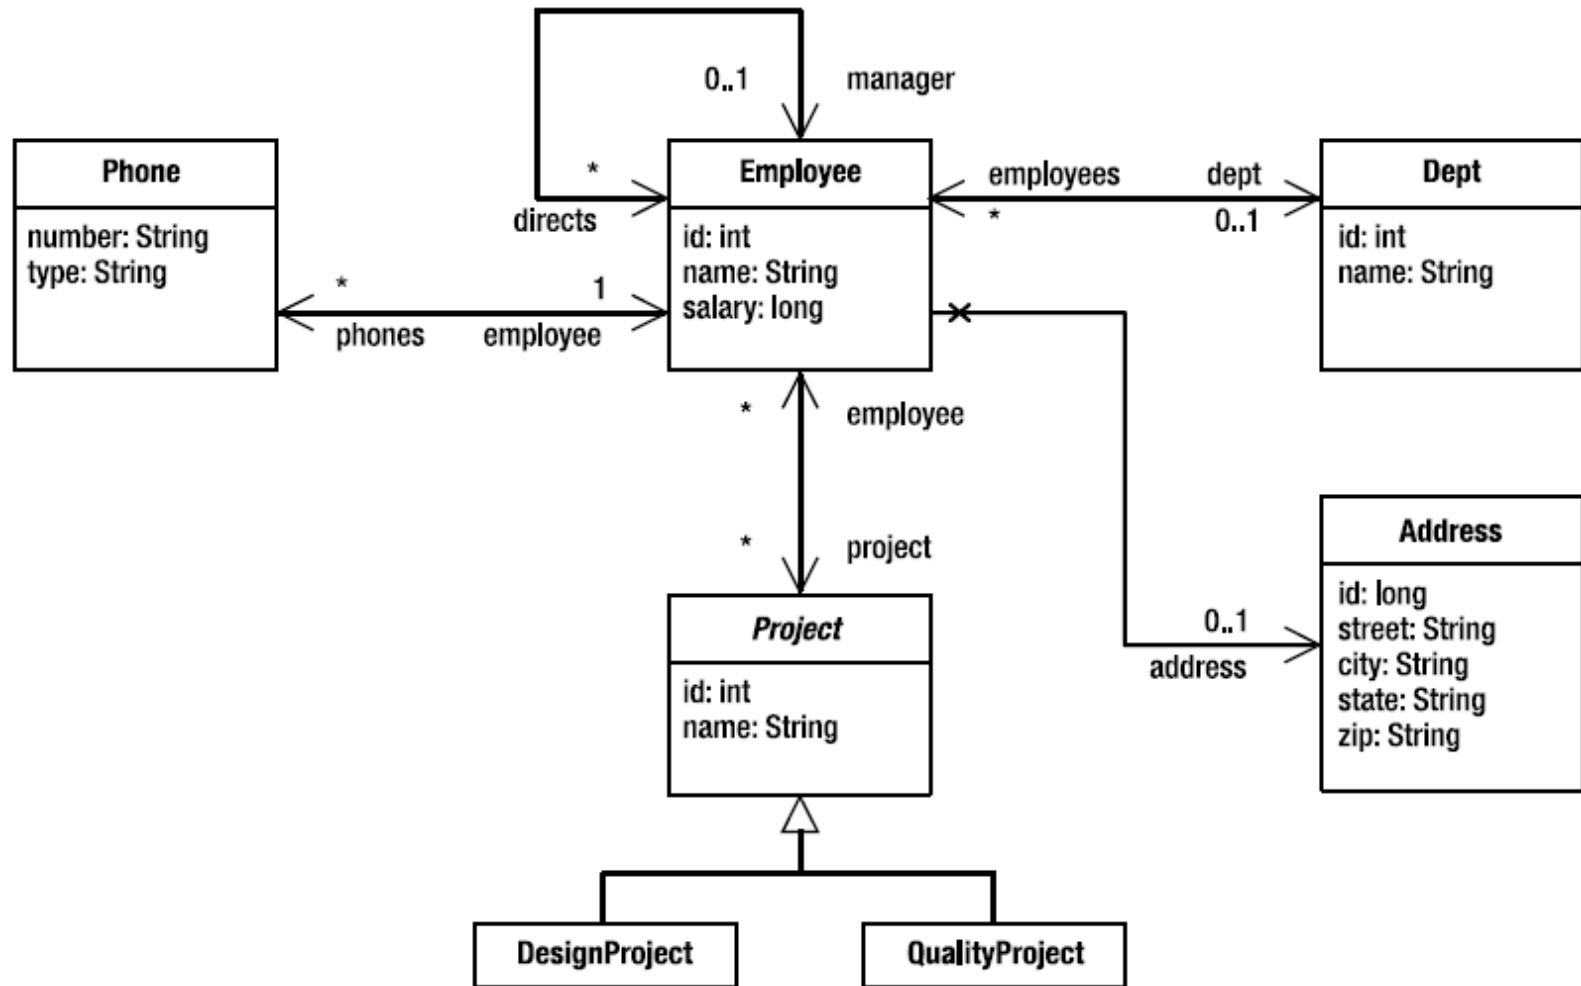 0..1 manager
Phone
number: String
type: String
*
directs
Employee
id: int
name: String
salary: long
employees dept
* 0..1
Dept
id: int
name: String
* 1
phones employee
* employee
* project
Project
id: int
name: String
0..1
address
Address
id: long
street: String
city: String
state: String
zip: String
DesignProject
QualityProject